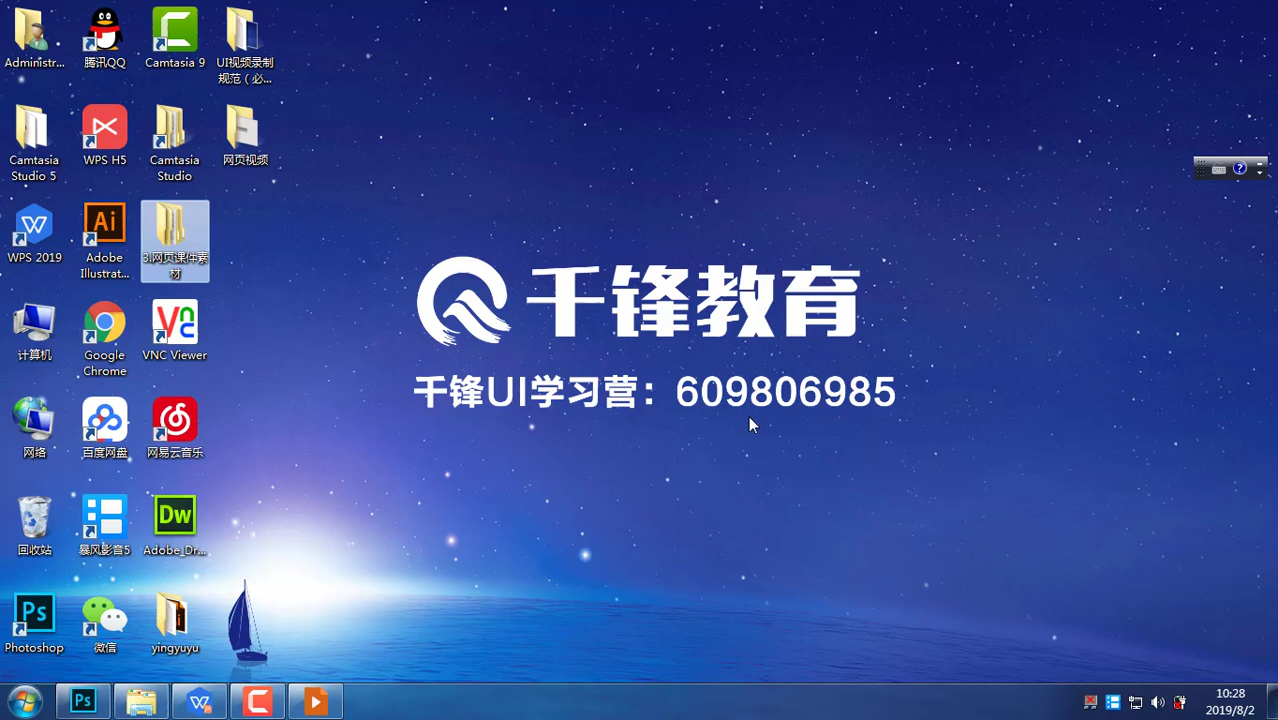 Administr...
腾讯QQ
Camtasia 9
UI视频录制
规范（必...
Camtasia
Studio 5
WPS H5
Camtasia
Studio
网页视频
WPS 2019
Ai
Adobe
Illustrat...
3.网页课件素
材
计算机
Google
Chrome
VNC Viewer
千锋教育
千锋UI学习营：609806985
网络
百度网盘
网易云音乐
回收站
暴风影音5
Dw
Adobe_Dr...
Ps
Photoshop
微信
yingyuyu
Ps
10:28
2019/8/2